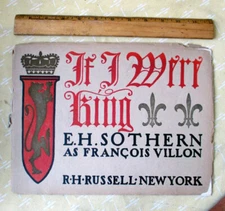 If I Were
King
E.H. SOTHERN
AS FRANÇOIS VILLON
R·H·RUSSELL·NEW YORK